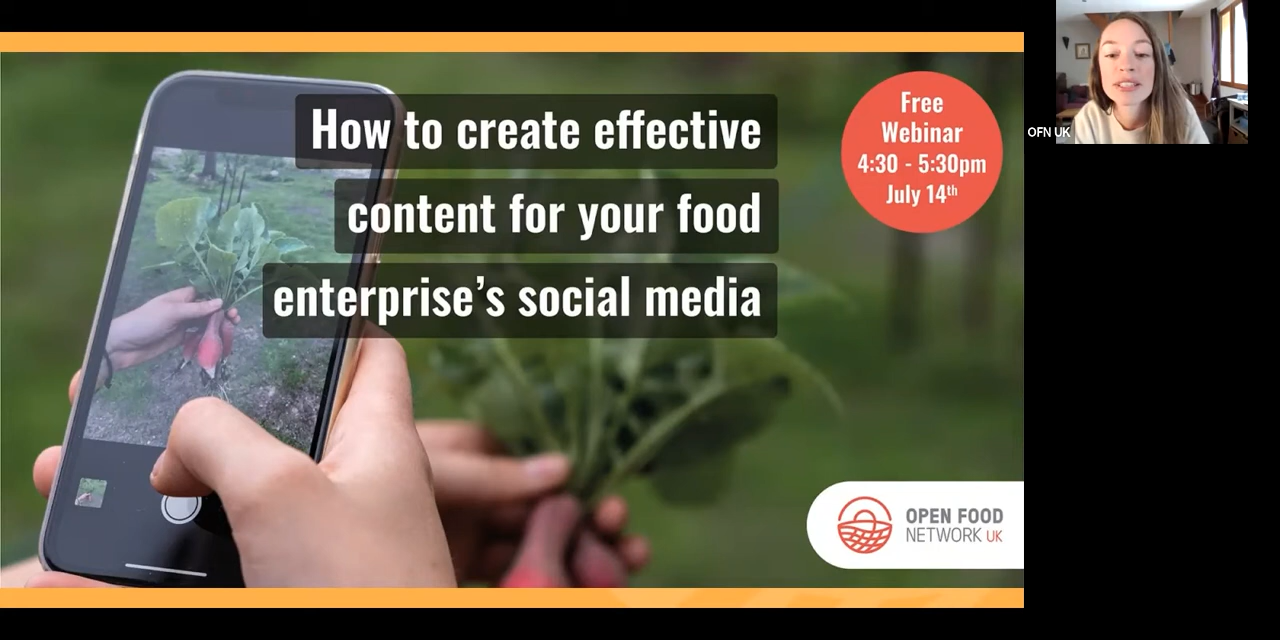 How to create effective
content for your food
enterprise’s social media
Free
Webinar
4:30 - 5:30pm
July 14th
OPEN FOOD
NETWORK UK
OFN UK